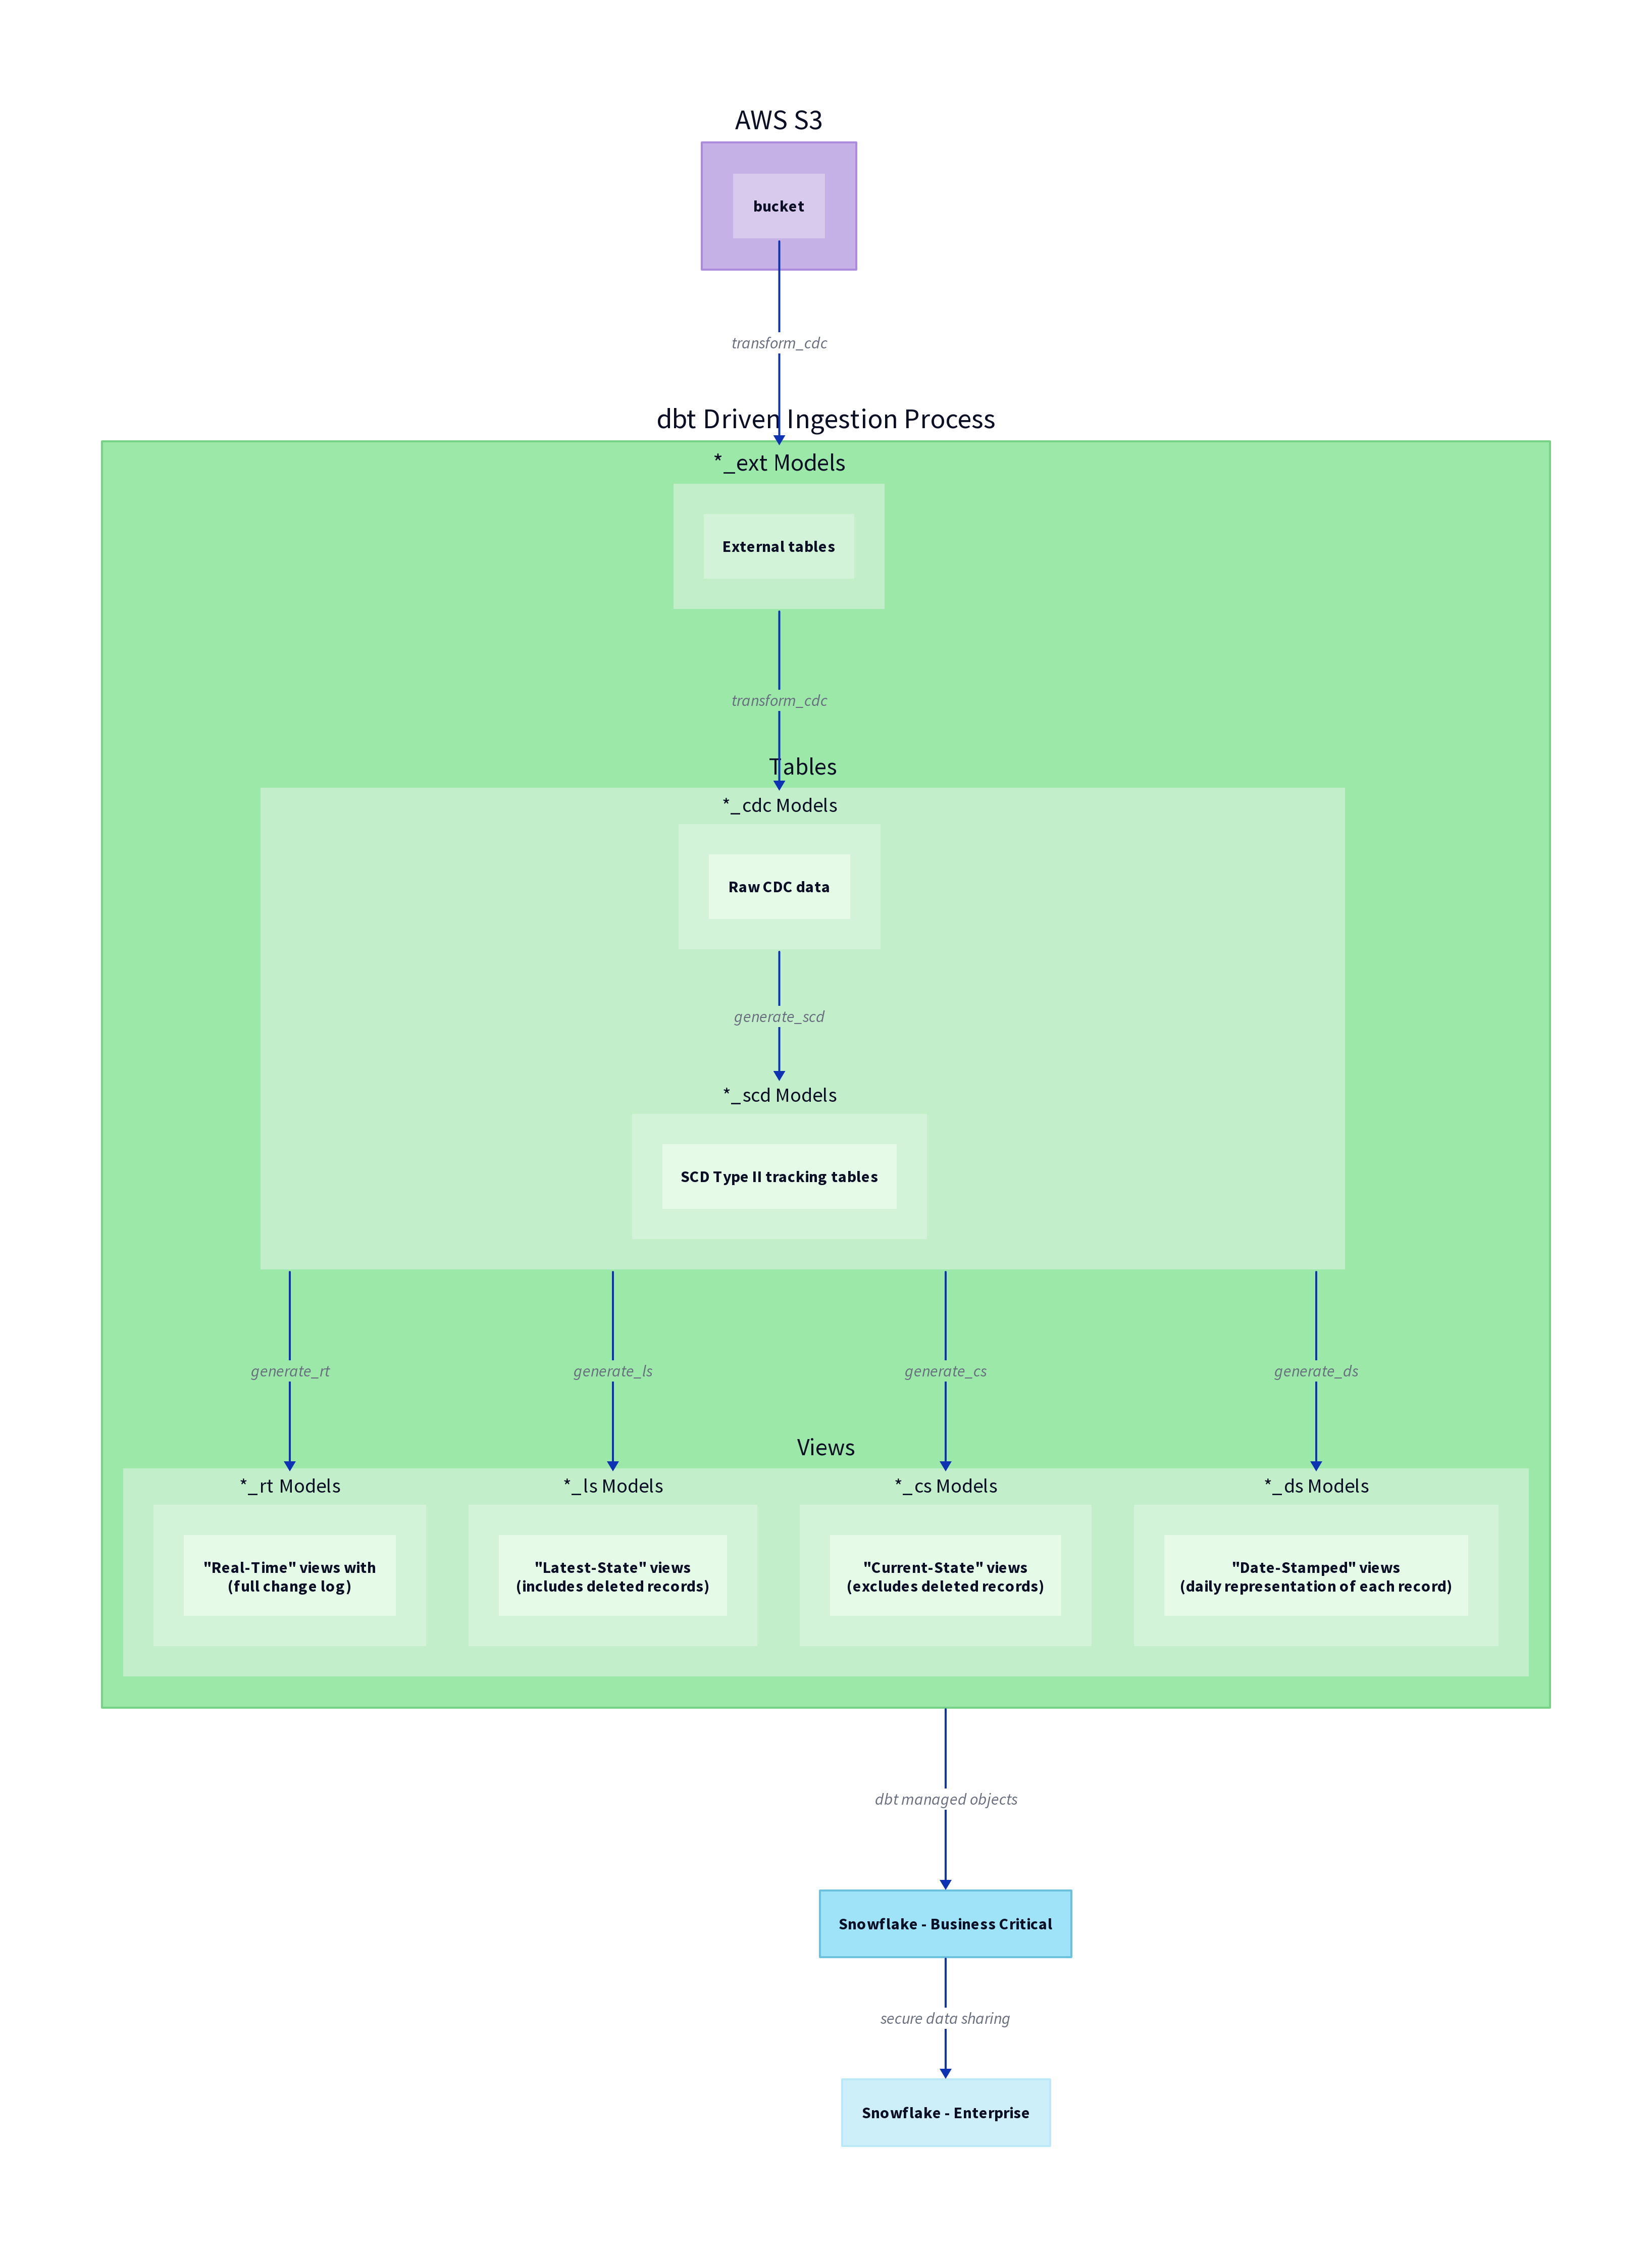 AWS S3
bucket
transform_cdc
dbt Driven Ingestion Process
*_ext Models
External tables
transform_cdc
Tables
*_cdc Models
Raw CDC data
generate_scd
*_scd Models
SCD Type II tracking tables
generate_rt
generate_ls
generate_cs
generate_ds
Views
*_rt Models
*_ls Models
*_cs Models
*_ds Models
"Real-Time" views with
(full change log)
"Latest-State" views
(includes deleted records)
"Current-State" views
(excludes deleted records)
"Date-Stamped" views
(daily representation of each record)
dbt managed objects
Snowflake - Business Critical
secure data sharing
Snowflake - Enterprise